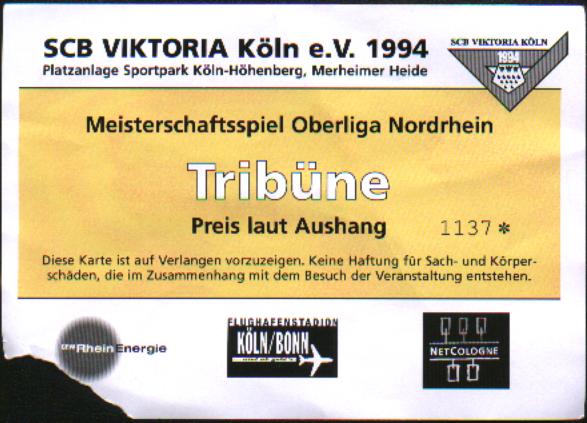 SCB VIKTORIA Köln e.V. 1994
Platzanlage Sportpark Köln-Höhenberg, Merheimer Heide
SCB VIKTORIA KÖLN
1994
Meisterschaftsspiel Oberliga Nordrhein
Tribüne
Preis laut Aushang 1137*
Diese Karte ist auf Verlangen vorzuzeigen. Keine Haftung für Sach- und Körper-
schäden, die im Zusammenhang mit dem Besuch der Veranstaltung entstehen.
RheinEnergie
FLUGHAFENSTADION
KÖLN/BONN
NETCOLOGNE